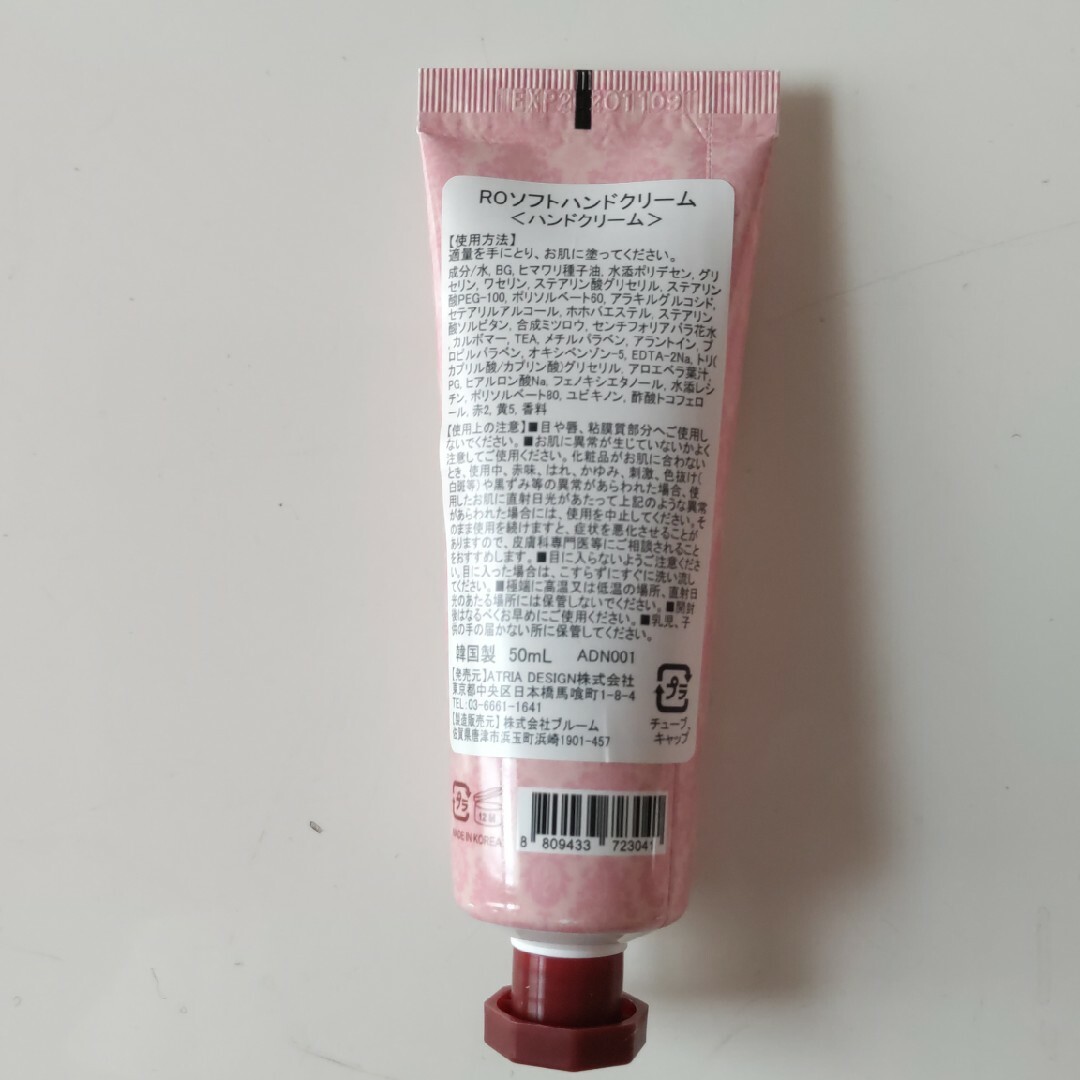 EXP2 201109
ROソフトハンドクリーム
＜ハンドクリーム＞
【使用方法】
適量を手にとり、お肌に塗ってください。
成分/水, BG, ヒマワリ種子油, 水添ポリデセン, グリ
セリン, ワセリン, ステアリン酸グリセリル, ステアリン
酸PEG-100, ポリソルベート60, アラキルグルコシド,
セテアリルアルコール, ホホバエステル, ステアリン
酸ソルビタン, 合成ミツロウ, センチフォリアバラ花水
, カルボマー, TEA, メチルパラベン, アラントイン, プ
ロピルパラベン, オキシベンゾン-5, EDTA-2Na, トリ(
カプリル酸/カプリン酸)グリセリル, アロエベラ葉汁,
PG, ヒアルロン酸Na, フェノキシエタノール, 水添レシ
チン, ポリソルベート80, ユビキノン, 酢酸トコフェロ
ール, 赤2, 黄5, 香料
【使用上の注意】■目や唇、粘膜質部分へご使用し
ないでください。■お肌に異常が生じていないかよく
注意してご使用ください。化粧品がお肌に合わない
とき、使用中、赤味、はれ、かゆみ、刺激、色抜け(
白斑等)や黒ずみ等の異常があらわれた場合、使
用したお肌に直射日光があたって上記のような異常
があらわれた場合には、使用を中止してください。そ
のまま使用を続けますと、症状を悪化させることが
ありますので、皮膚科専門医等にご相談されること
をおすすめします。■目に入らないようご注意くださ
い。目に入った場合は、こすらずにすぐに洗い流し
てください。■極端に高温又は低温の場所、直射日
光のあたる場所には保管しないでください。■開封
後はなるべくお早めにご使用ください。■乳児、子
供の手の届かない所に保管してください。
韓国製 50mL ADN001
【発売元】ATRIA DESIGN株式会社
東京都中央区日本橋馬喰町1-8-4
TEL:03-6661-1641
【製造販売元】株式会社ブルーム
佐賀県唐津市浜玉町浜崎1901-457
プラ
チューブ,
キャップ
プラ
12M
MADE IN KOREA
8 809433 723041